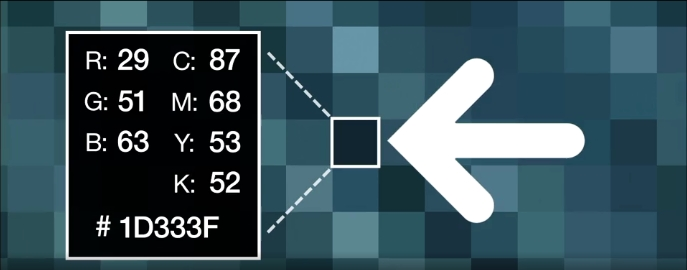 R: 29 C: 87
G: 51 M: 68
B: 63 Y: 53
K: 52
# 1D333F